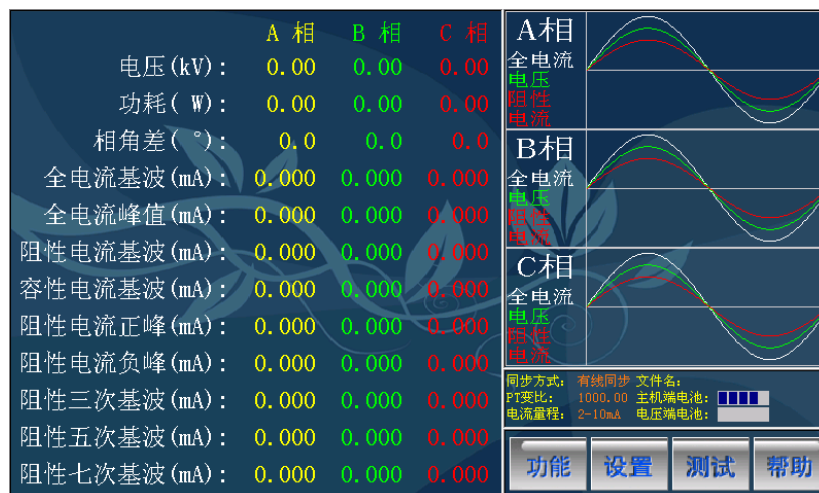 A 相 B 相 C 相
电压(kV): 0.00 0.00 0.00
功耗( W): 0.00 0.00 0.00
相角差( °): 0.0 0.0 0.0
全电流基波(mA): 0.000 0.000 0.000
全电流峰值(mA): 0.000 0.000 0.000
阻性电流基波(mA): 0.000 0.000 0.000
容性电流基波(mA): 0.000 0.000 0.000
阻性电流正峰(mA): 0.000 0.000 0.000
阻性电流负峰(mA): 0.000 0.000 0.000
阻性三次基波(mA): 0.000 0.000 0.000
阻性五次基波(mA): 0.000 0.000 0.000
阻性七次基波(mA): 0.000 0.000 0.000
A相
全电流
电压
阻性
电流
B相
全电流
电压
阻性
电流
C相
全电流
电压
阻性
电流
同步方式: 有线同步 文件名:
PT变比: 1000.00 主机端电池:
电流量程: 2-10mA 电压端电池:
功能 设置 测试 帮助